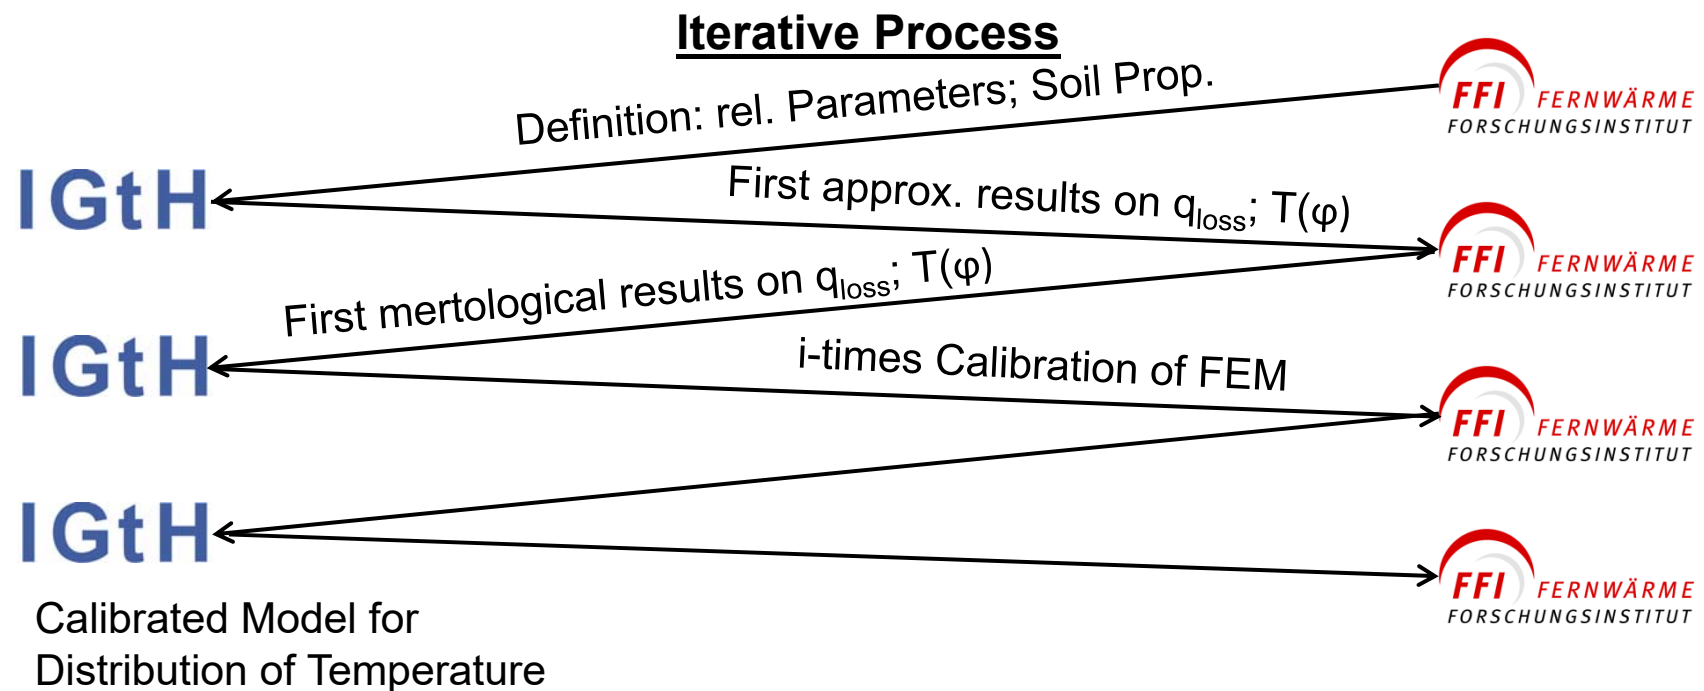 Iterative Process
FFI FERNWÄRME
FORSCHUNGSINSTITUT
Definition: rel. Parameters; Soil Prop.
IGtH
First approx. results on qloss; T(φ)
FFI FERNWÄRME
FORSCHUNGSINSTITUT
First mertological results on qloss; T(φ)
IGtH
i-times Calibration of FEM
FFI FERNWÄRME
FORSCHUNGSINSTITUT
IGtH
FFI FERNWÄRME
FORSCHUNGSINSTITUT
Calibrated Model for
Distribution of Temperature